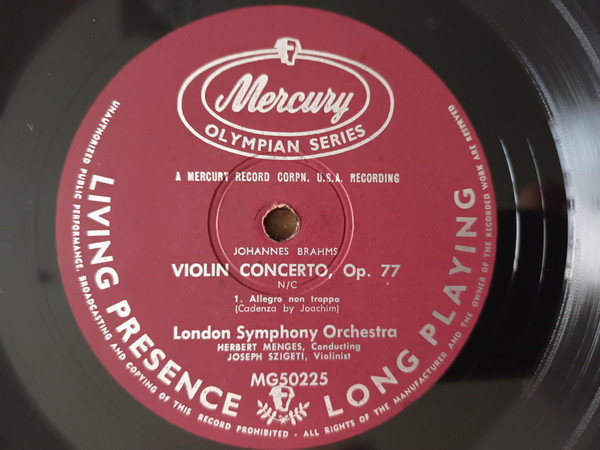 Mercury
OLYMPIAN SERIES
A MERCURY RECORD CORPN. U.S.A. RECORDING
JOHANNES BRAHMS
VIOLIN CONCERTO, Op. 77
N/C
1. Allegro non troppo
(Cadenza by Joachim)
London Symphony Orchestra
HERBERT MENGES, Conducting
JOSEPH SZIGETI, Violinist
MG50225
LIVING PRESENCE
LONG PLAYING
UNAUTHORIZED PUBLIC PERFORMANCE, BROADCASTING AND COPYING OF THIS RECORD PROHIBITED - ALL RIGHTS OF THE MANUFACTURER AND THE OWNER OF THE RECORDED WORK ARE RESERVED